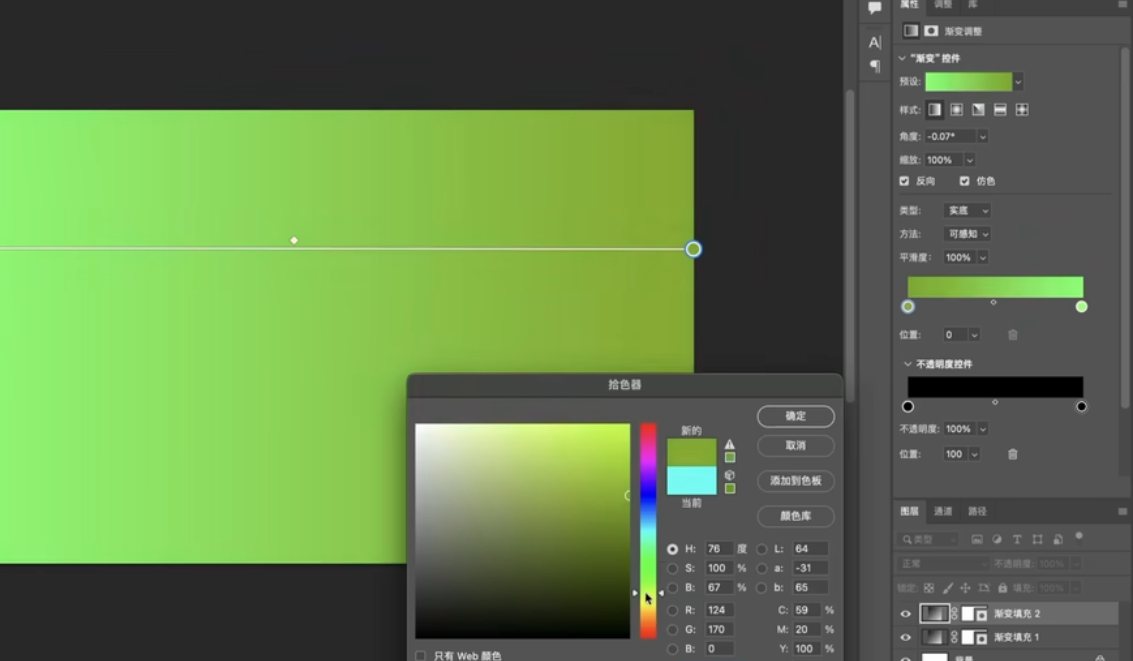 属性 调整 库
渐变调整
“渐变”控件
预设:
样式:
角度: -0.07°
缩放: 100%
反向 仿色
类型: 实底
方法: 可感知
平滑度: 100%
位置: 0
不透明度控件
不透明度: 100%
位置: 100
拾色器
新的
当前
确定
取消
添加到色板
颜色库
H: 76 度 L: 64
S: 100 % a: -31
B: 67 % b: 65
R: 124 C: 59 %
G: 170 M: 20 %
B: 0 Y: 100 %
只有 Web 颜色
图层 通道 路径
类型
正常 不透明度: 100%
锁定: 填充: 100%
渐变填充 2
渐变填充 1